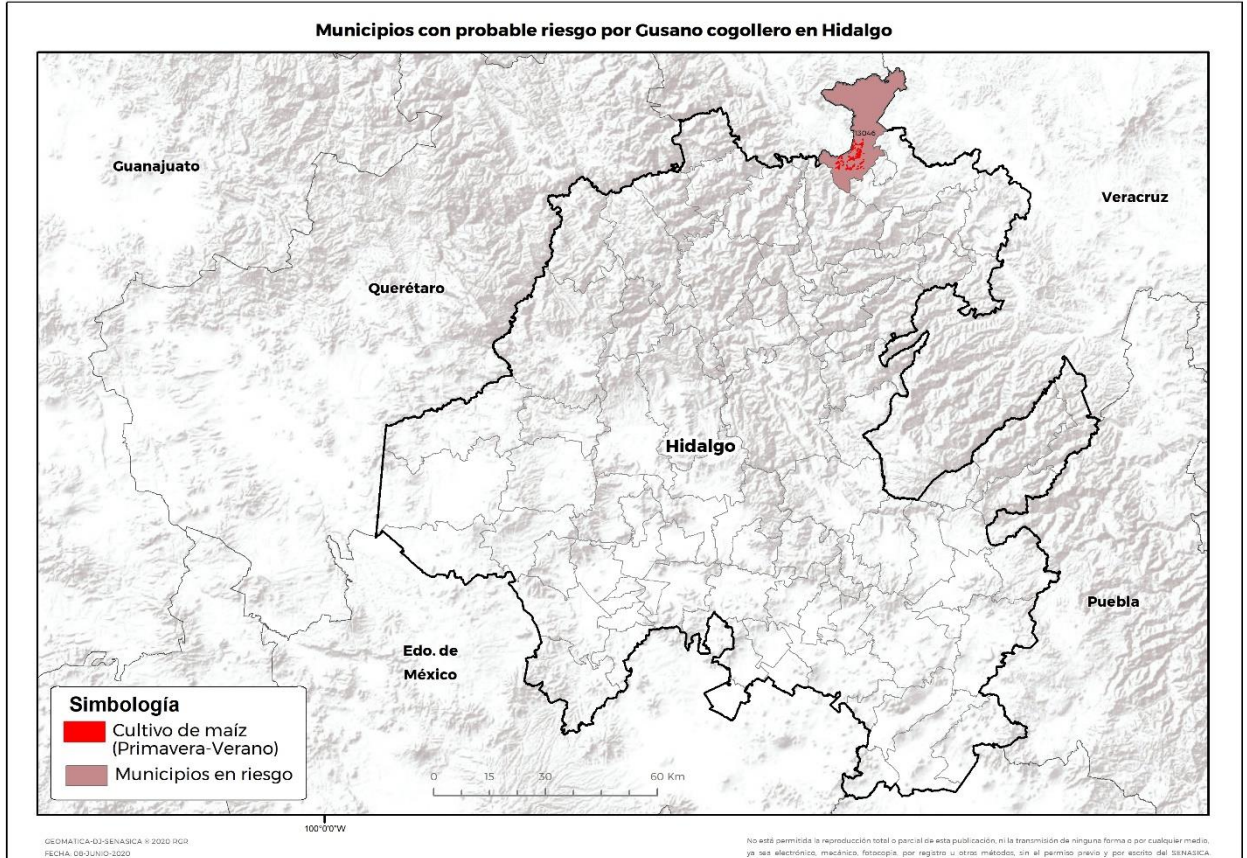 Municipios con probable riesgo por Gusano cogollero en Hidalgo
13046
Guanajuato
Veracruz
Querétaro
Hidalgo
Puebla
Edo. de
México
Simbología
Cultivo de maíz
(Primavera-Verano)
Municipios en riesgo
0 15 30 60 Km
100°0'0"W
GEOMATICA-DJ-SENASICA ® 2020 RGR
FECHA: 08-JUNIO-2020
No esté permitida la reproducción total o parcial de esta publicación, ni la transmisión de ninguna forma o por cualquier medio,
ya sea electrónico, mecánico, fotocopia, por registro u otros métodos, sin el permiso previo y por escrito del SENASICA.